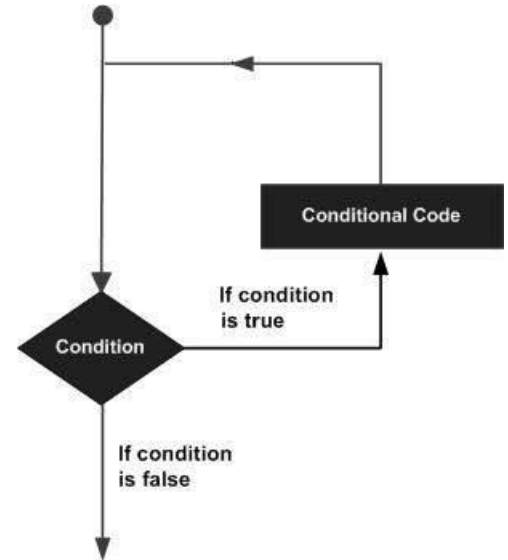 Conditional Code
If condition
is true
Condition
If condition
is false